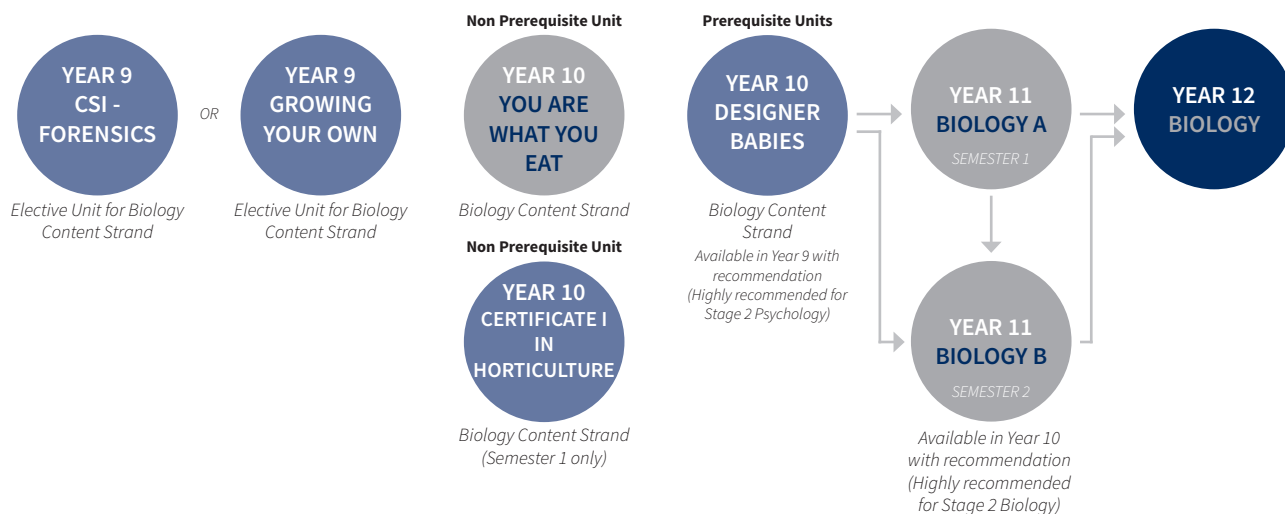 YEAR 9
CSI -
FORENSICS
Elective Unit for Biology
Content Strand
OR
YEAR 9
GROWING
YOUR OWN
Elective Unit for Biology
Content Strand
Non Prerequisite Unit
YEAR 10
YOU ARE
WHAT YOU
EAT
Biology Content Strand
Non Prerequisite Unit
YEAR 10
CERTIFICATE I
IN
HORTICULTURE
Biology Content Strand
(Semester 1 only)
Prerequisite Units
YEAR 10
DESIGNER
BABIES
Biology Content
Strand
Available in Year 9 with
recommendation
(Highly recommended for
Stage 2 Psychology)
YEAR 11
BIOLOGY A
SEMESTER 1
YEAR 11
BIOLOGY B
SEMESTER 2
Available in Year 10
with recommendation
(Highly recommended
for Stage 2 Biology)
YEAR 12
BIOLOGY